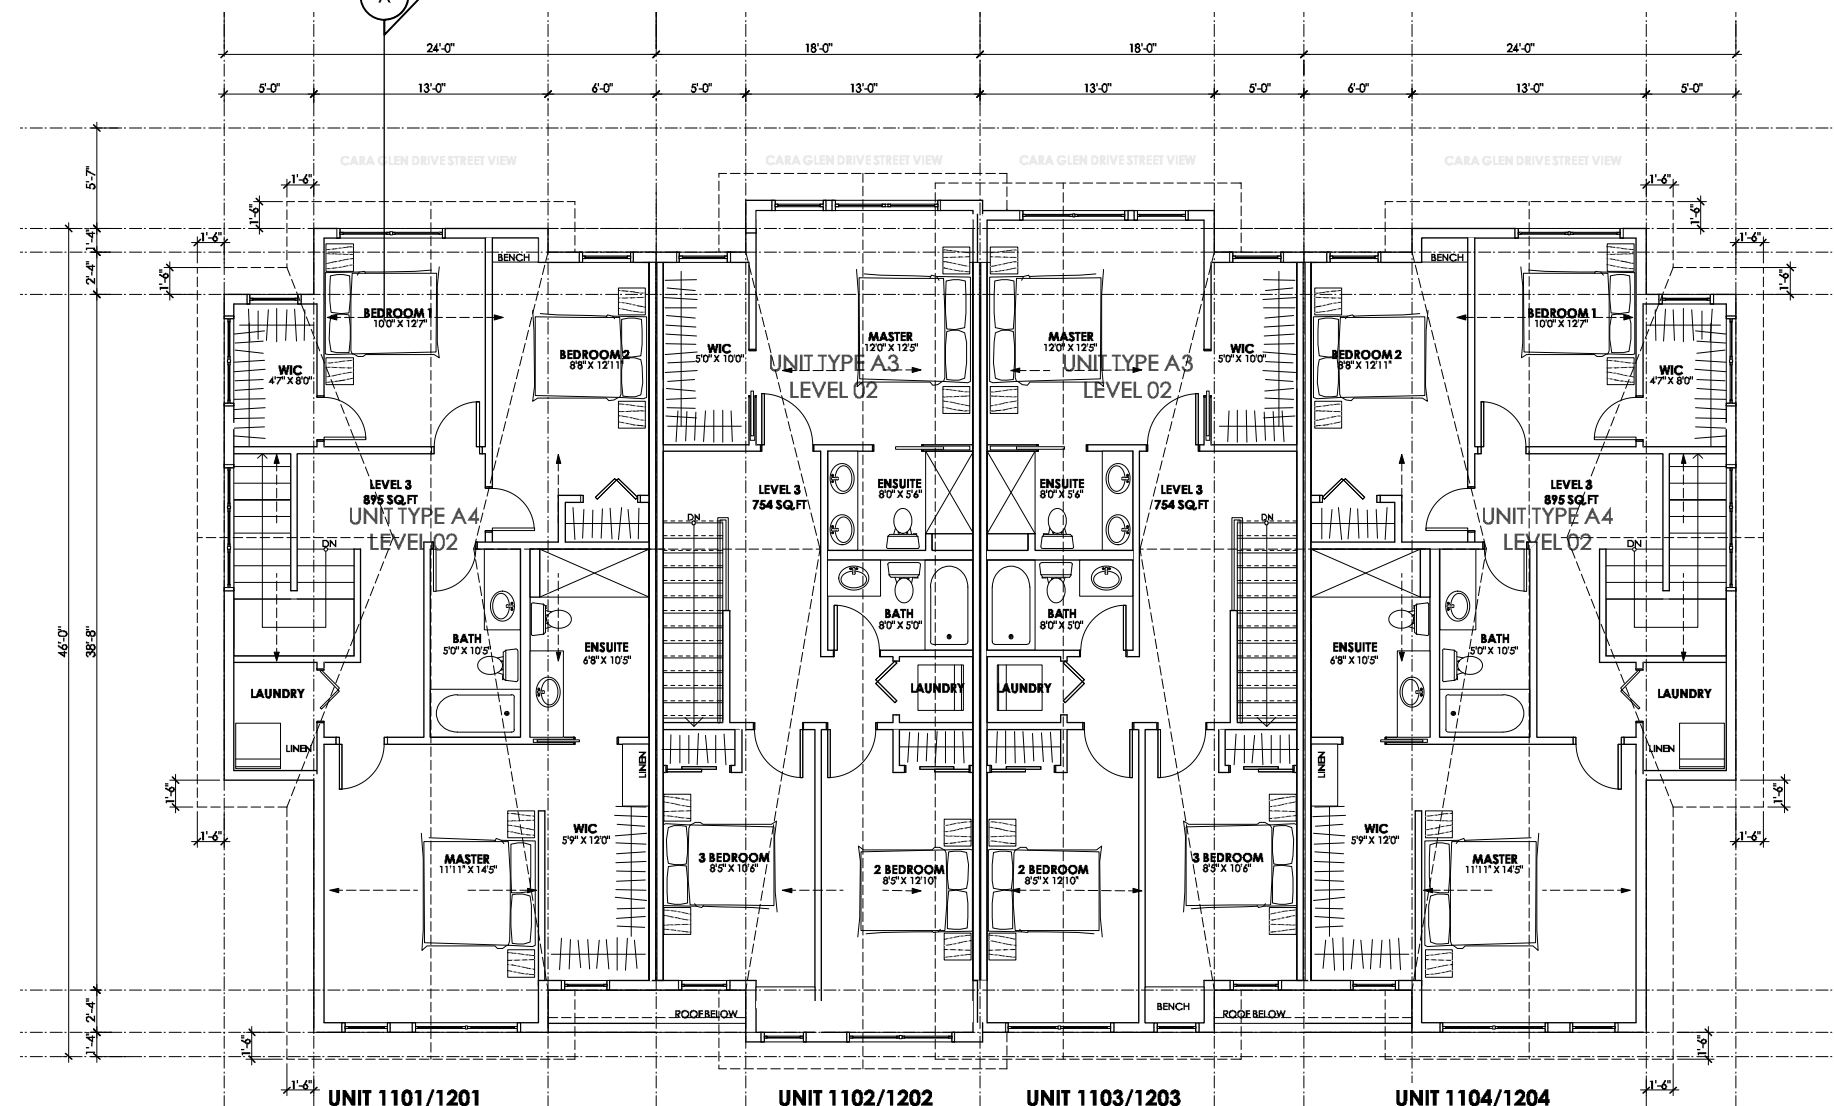 A
24'-0"
18'-0"
18'-0"
24'-0"
5'-0"
13'-0"
6'-0"
5'-0"
13'-0"
13'-0"
5'-0"
6'-0"
13'-0"
5'-0"
CARA GLEN DRIVE STREET VIEW
CARA GLEN DRIVE STREET VIEW
CARA GLEN DRIVE STREET VIEW
CARA GLEN DRIVE STREET VIEW
5'-7"
1'-6"
1'-6"
1'-6"
1'-6"
1'-6"
1'-6"
1'-6"
1'-6"
1'-4"
2'-4"
46'-0"
38'-8"
2'-4"
1'-4"
BENCH
BEDROOM 1
10'0" X 12'7"
BEDROOM 2
8'8" X 12'11"
WIC
4'7" X 8'0"
LEVEL 3
895 SQ.FT
UNIT TYPE A4
LEVEL 02
DN
BATH
5'0" X 10'5"
ENSUITE
6'8" X 10'5"
LAUNDRY
LINEN
LINEN
MASTER
11'11" X 14'5"
WIC
5'9" X 12'0"
WIC
5'0" X 10'0"
MASTER
12'0" X 12'5"
UNIT TYPE A3
LEVEL 02
LEVEL 3
754 SQ.FT
DN
ENSUITE
8'0" X 5'6"
BATH
8'0" X 5'0"
LAUNDRY
3 BEDROOM
8'5" X 10'6"
2 BEDROOM
8'5" X 12'10"
ROOF BELOW
MASTER
12'0" X 12'5"
WIC
5'0" X 10'0"
UNIT TYPE A3
LEVEL 02
ENSUITE
8'0" X 5'6"
LEVEL 3
754 SQ.FT
DN
BATH
8'0" X 5'0"
LAUNDRY
2 BEDROOM
8'5" X 12'10"
3 BEDROOM
8'5" X 10'6"
BENCH
ROOF BELOW
BENCH
BEDROOM 1
10'0" X 12'7"
BEDROOM 2
8'8" X 12'11"
WIC
4'7" X 8'0"
LEVEL 3
895 SQ.FT
UNIT TYPE A4
LEVEL 02
DN
ENSUITE
6'8" X 10'5"
BATH
5'0" X 10'5"
LAUNDRY
LINEN
LINEN
WIC
5'9" X 12'0"
MASTER
11'11" X 14'5"
1'-6"
1'-6"
1'-6"
1'-6"
1'-6"
1'-6"
1'-6"
1'-6"
UNIT 1101/1201
UNIT 1102/1202
UNIT 1103/1203
UNIT 1104/1204